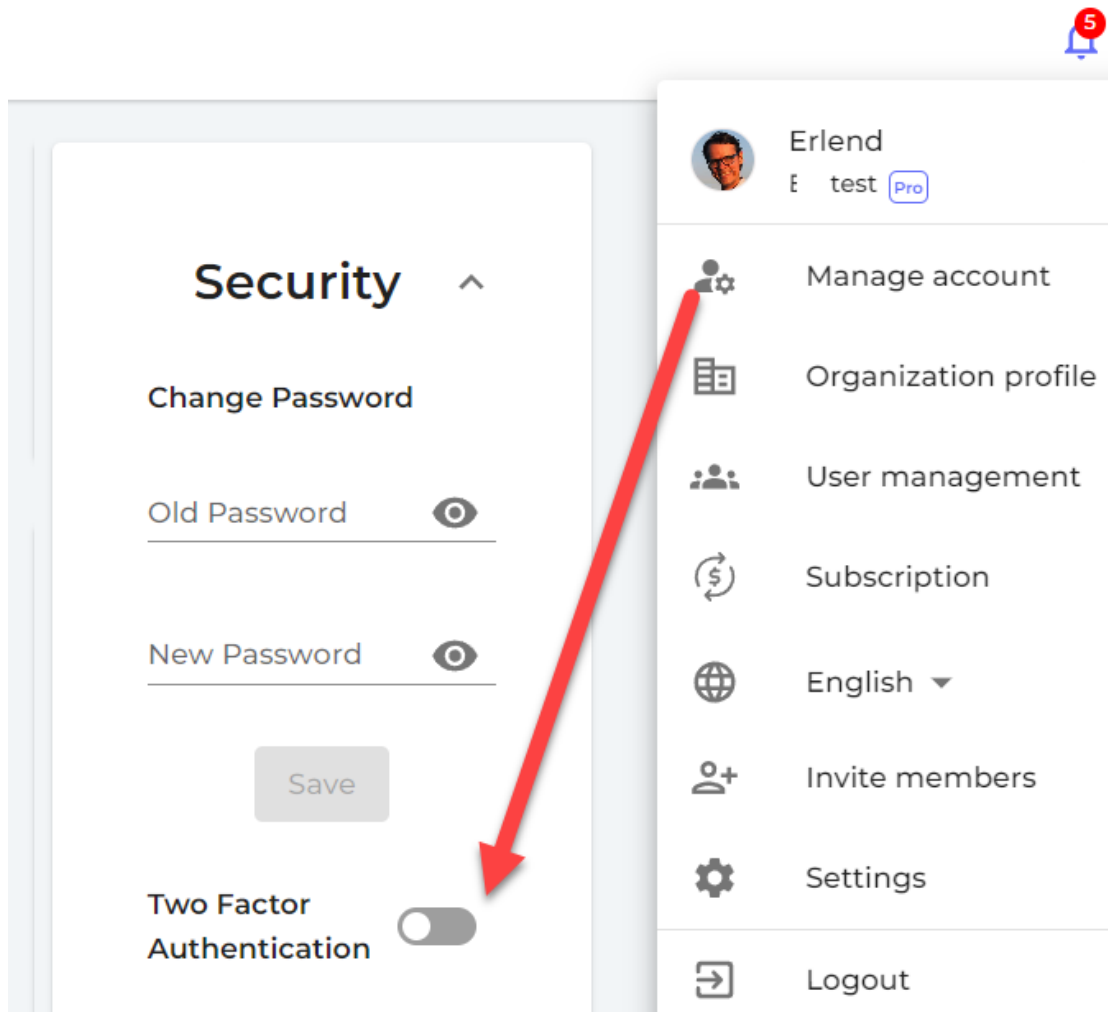 5
Erlend
E test Pro
Security
Change Password
Old Password
New Password
Save
Two Factor
Authentication
Manage account
Organization profile
User management
Subscription
English
Invite members
Settings
Logout